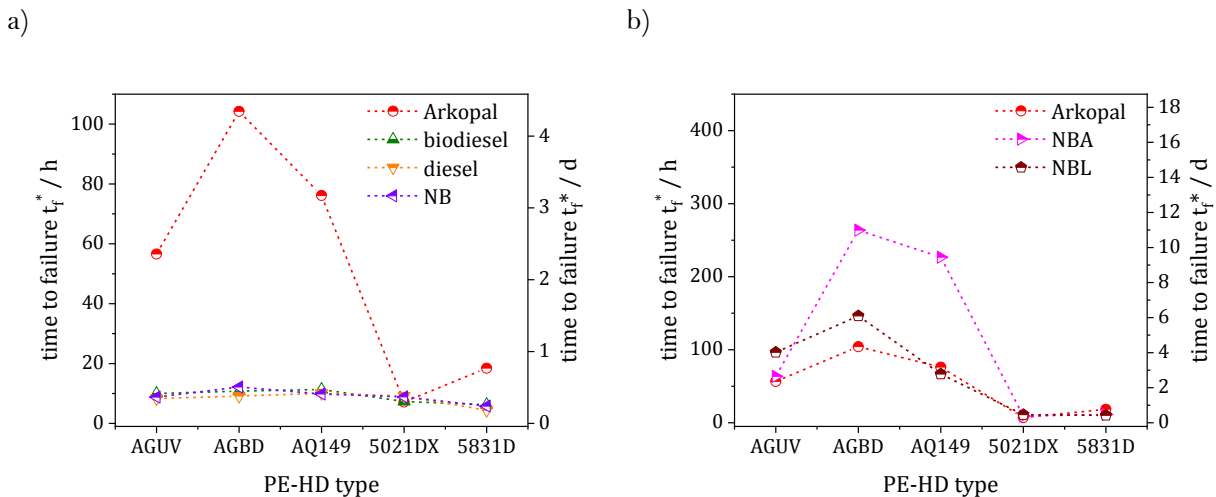 a)
time to failure t_f^* / h
100
80
60
40
20
0
Arkopal
biodiesel
diesel
NB
4
3
2
1
0
time to failure t_f^* / d
AGUV AGBD AQ149 5021DX 5831D
PE-HD type
b)
time to failure t_f^* / h
400
300
200
100
0
Arkopal
NBA
NBL
18
16
14
12
10
8
6
4
2
0
time to failure t_f^* / d
AGUV AGBD AQ149 5021DX 5831D
PE-HD type